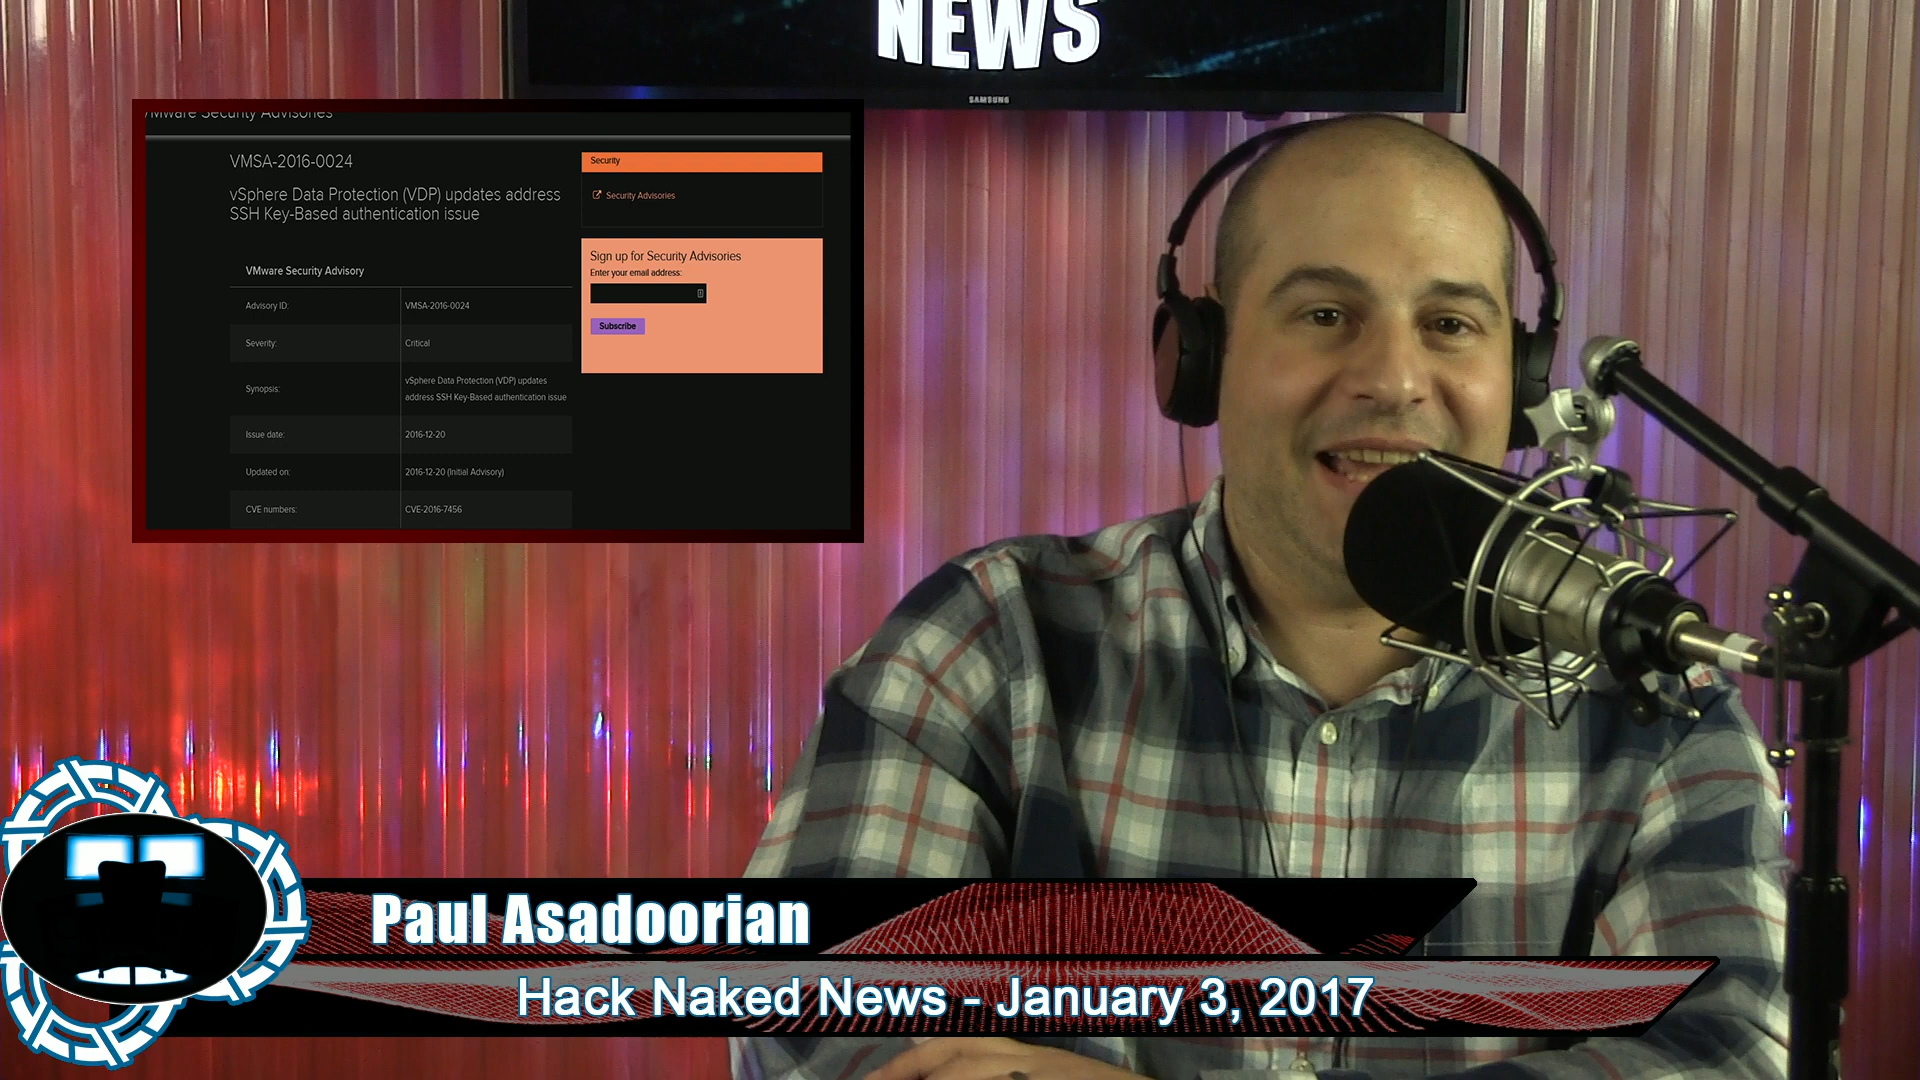 NEWS
SAMSUNG
VMware Security Advisories
VMSA-2016-0024
vSphere Data Protection (VDP) updates address
SSH Key-Based authentication issue
VMware Security Advisory
Advisory ID: VMSA-2016-0024
Severity: Critical
Synopsis: vSphere Data Protection (VDP) updates
address SSH Key-Based authentication issue
Issue date: 2016-12-20
Updated on: 2016-12-20 (Initial Advisory)
CVE numbers: CVE-2016-7456
Security
Security Advisories
Sign up for Security Advisories
Enter your email address:
Subscribe
Paul Asadoorian
Hack Naked News - January 3, 2017